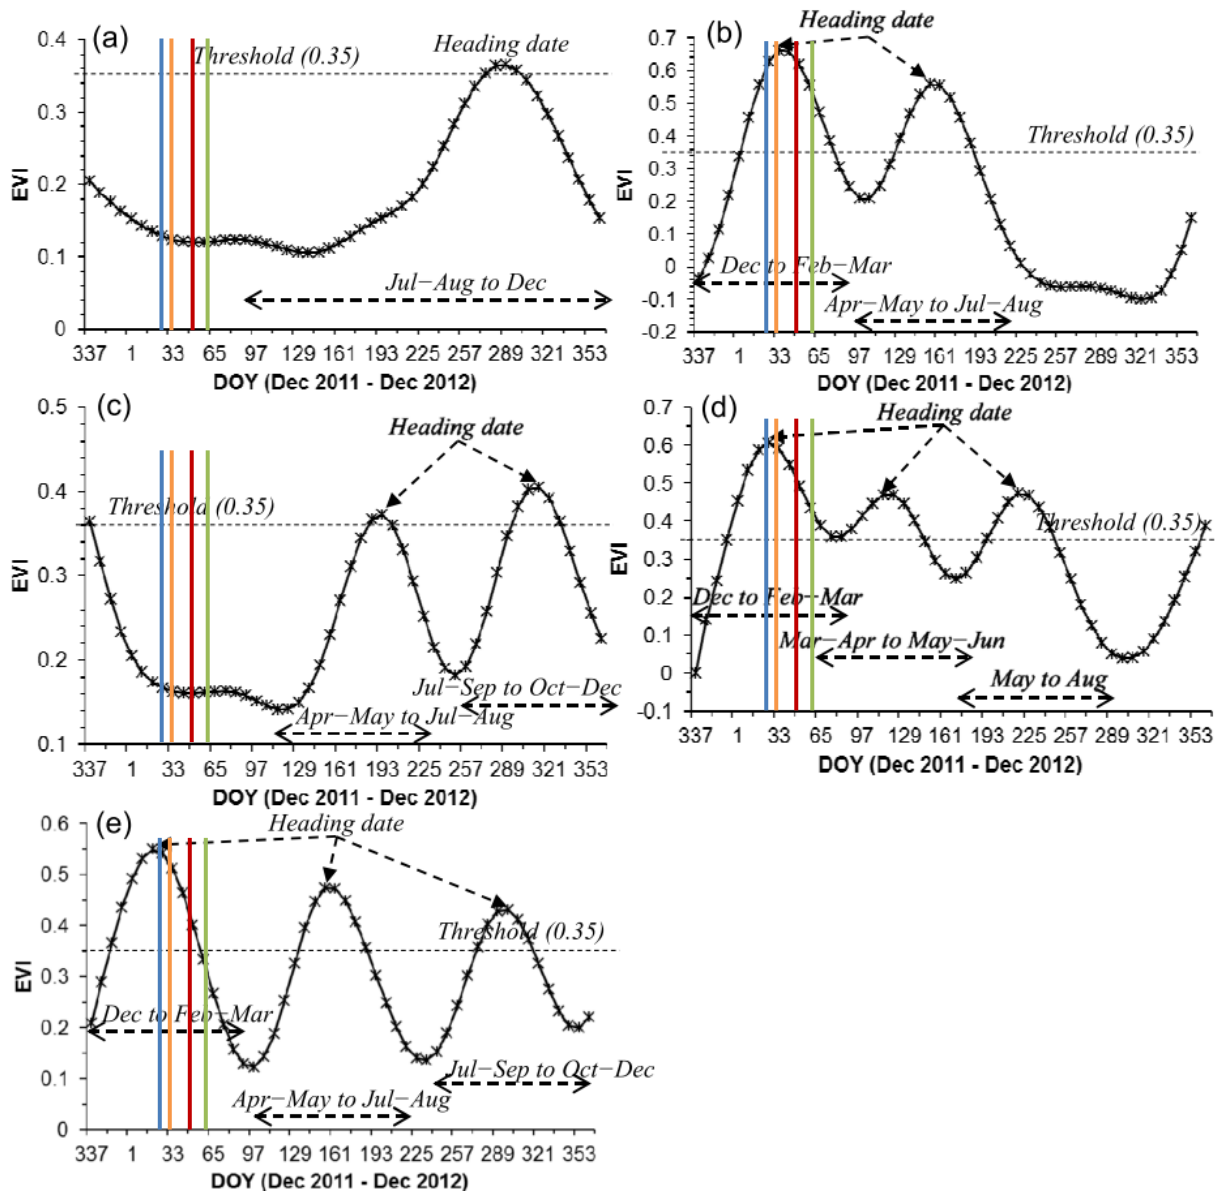 (a)
Heading date
Threshold (0.35)
0.4
0.3
0.2
0.1
0
EVI
Jul−Aug to Dec
337 1 33 65 97 129 161 193 225 257 289 321 353
DOY (Dec 2011 - Dec 2012)
(b)
Heading date
Threshold (0.35)
0.7
0.6
0.5
0.4
0.3
0.2
0.1
0
-0.1
-0.2
EVI
Dec to Feb−Mar
Apr−May to Jul−Aug
337 1 33 65 97 129 161 193 225 257 289 321 353
DOY (Dec 2011 - Dec 2012)
(c)
Heading date
Threshold (0.35)
0.5
0.4
0.3
0.2
0.1
EVI
Jul−Sep to Oct−Dec
Apr−May to Jul−Aug
337 1 33 65 97 129 161 193 225 257 289 321 353
DOY (Dec 2011 - Dec 2012)
(d)
Heading date
Threshold (0.35)
0.7
0.6
0.5
0.4
0.3
0.2
0.1
0
-0.1
EVI
Dec to Feb−Mar
Mar−Apr to May−Jun
May to Aug
337 1 33 65 97 129 161 193 225 257 289 321 353
DOY (Dec 2011 - Dec 2012)
(e)
Heading date
Threshold (0.35)
0.6
0.5
0.4
0.3
0.2
0.1
0
EVI
Dec to Feb−Mar
Jul−Sep to Oct−Dec
Apr−May to Jul−Aug
337 1 33 65 97 129 161 193 225 257 289 321 353
DOY (Dec 2011 - Dec 2012)